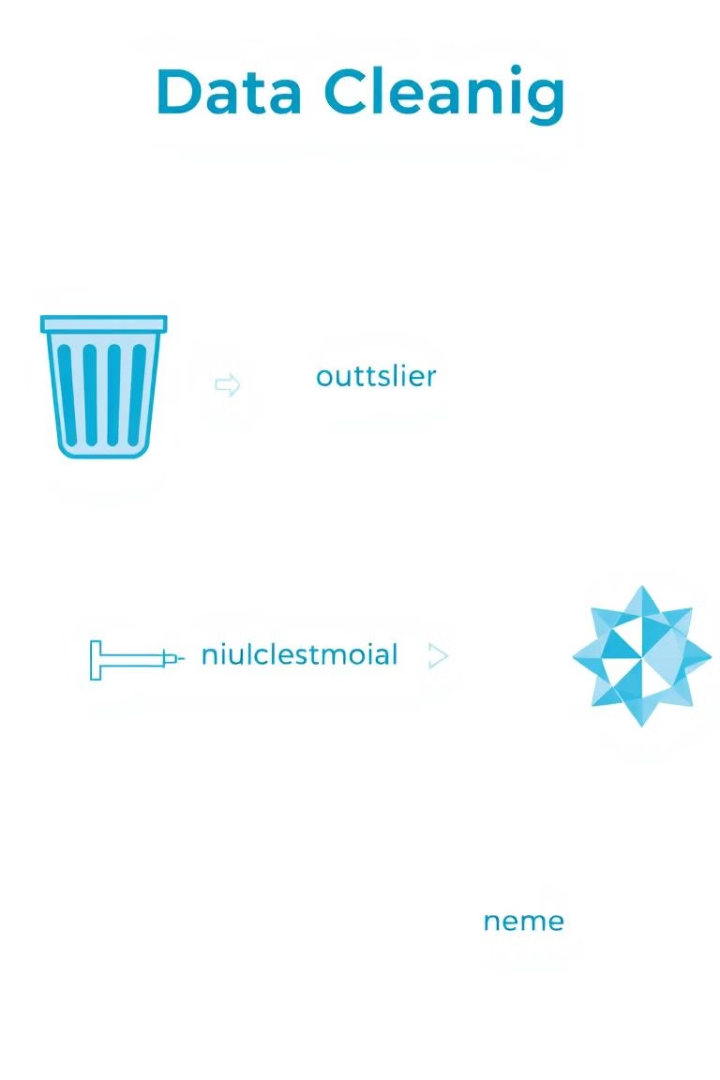 Data Cleanig
outtslier
niulclestmoial
neme